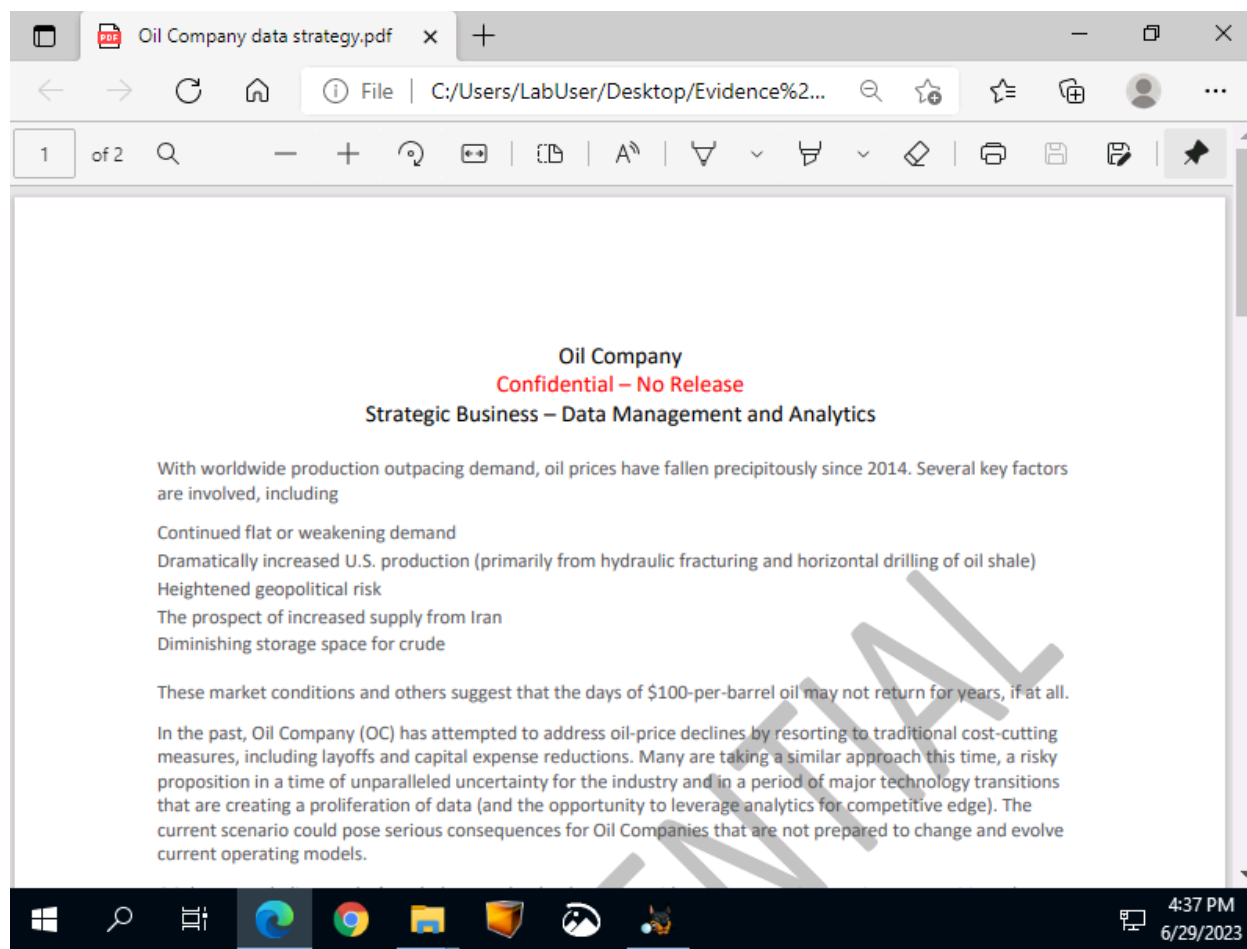 Oil Company data strategy.pdf
File
C:/Users/LabUser/Desktop/Evidence%2...
1 of 2
Oil Company
Confidential – No Release
Strategic Business – Data Management and Analytics
With worldwide production outpacing demand, oil prices have fallen precipitously since 2014. Several key factors
are involved, including
Continued flat or weakening demand
Dramatically increased U.S. production (primarily from hydraulic fracturing and horizontal drilling of oil shale)
Heightened geopolitical risk
The prospect of increased supply from Iran
Diminishing storage space for crude
These market conditions and others suggest that the days of $100-per-barrel oil may not return for years, if at all.
In the past, Oil Company (OC) has attempted to address oil-price declines by resorting to traditional cost-cutting
measures, including layoffs and capital expense reductions. Many are taking a similar approach this time, a risky
proposition in a time of unparalleled uncertainty for the industry and in a period of major technology transitions
that are creating a proliferation of data (and the opportunity to leverage analytics for competitive edge). The
current scenario could pose serious consequences for Oil Companies that are not prepared to change and evolve
current operating models.
ENTIAL
4:37 PM
6/29/2023